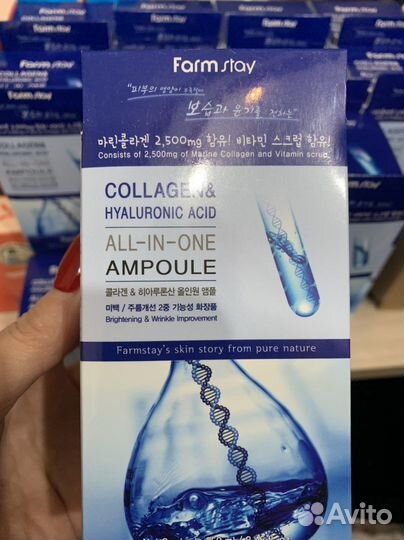 Farm stay
"피부의 영양이 부족할때
보습과 윤기를 전하는"
마린콜라겐 2,500mg 함유! 비타민 스크럽 함유!
Consists of 2,500mg of Marine Collagen and Vitamin scrub.
COLLAGEN &
HYALURONIC ACID
ALL-IN-ONE
AMPOULE
콜라겐 & 히아루론산 올인원 앰플
미백 / 주름개선 2중 기능성 화장품
Brightening & Wrinkle Improvement
Farmstay's skin story from pure nature
Avito